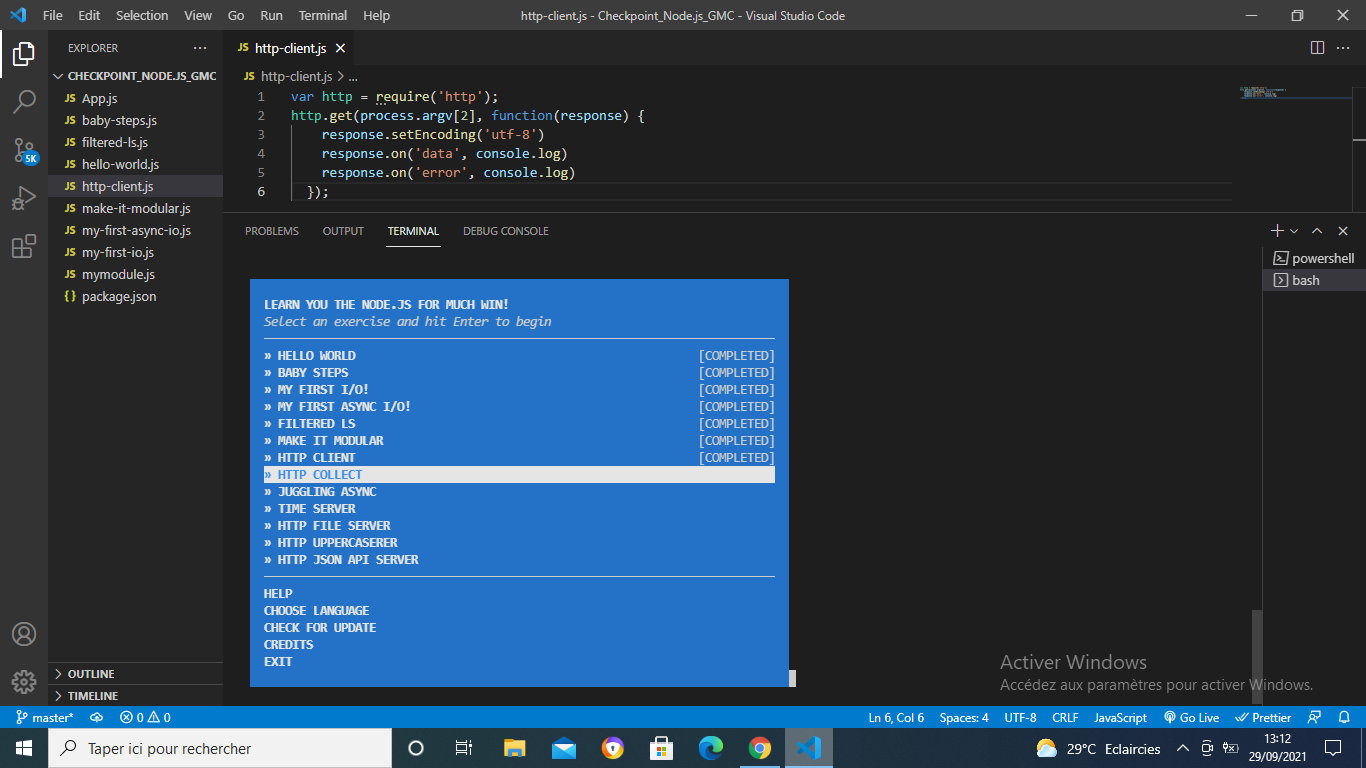 File Edit Selection View Go Run Terminal Help http-client.js - Checkpoint_Node.js_GMC - Visual Studio Code
EXPLORER
CHECKPOINT_NODE.JS_GMC
JS App.js
JS baby-steps.js
JS filtered-ls.js
JS hello-world.js
JS http-client.js
JS make-it-modular.js
JS my-first-async-io.js
JS my-first-io.js
JS mymodule.js
{} package.json
OUTLINE
TIMELINE
5K
JS http-client.js
JS http-client.js > ...
1 var http = require('http');
2 http.get(process.argv[2], function(response) {
3 response.setEncoding('utf-8')
4 response.on('data', console.log)
5 response.on('error', console.log)
6 });
PROBLEMS OUTPUT TERMINAL DEBUG CONSOLE
powershell
bash
LEARN YOU THE NODE.JS FOR MUCH WIN!
Select an exercise and hit Enter to begin
» HELLO WORLD [COMPLETED]
» BABY STEPS [COMPLETED]
» MY FIRST I/O! [COMPLETED]
» MY FIRST ASYNC I/O! [COMPLETED]
» FILTERED LS [COMPLETED]
» MAKE IT MODULAR [COMPLETED]
» HTTP CLIENT [COMPLETED]
» HTTP COLLECT
» JUGGLING ASYNC
» TIME SERVER
» HTTP FILE SERVER
» HTTP UPPERCASERER
» HTTP JSON API SERVER
HELP
CHOOSE LANGUAGE
CHECK FOR UPDATE
CREDITS
EXIT
Activer Windows
Accédez aux paramètres pour activer Windows.
master* 0 0 Ln 6, Col 6 Spaces: 4 UTF-8 CRLF JavaScript Go Live Prettier
Taper ici pour rechercher 29°C Eclaircies 13:12
29/09/2021